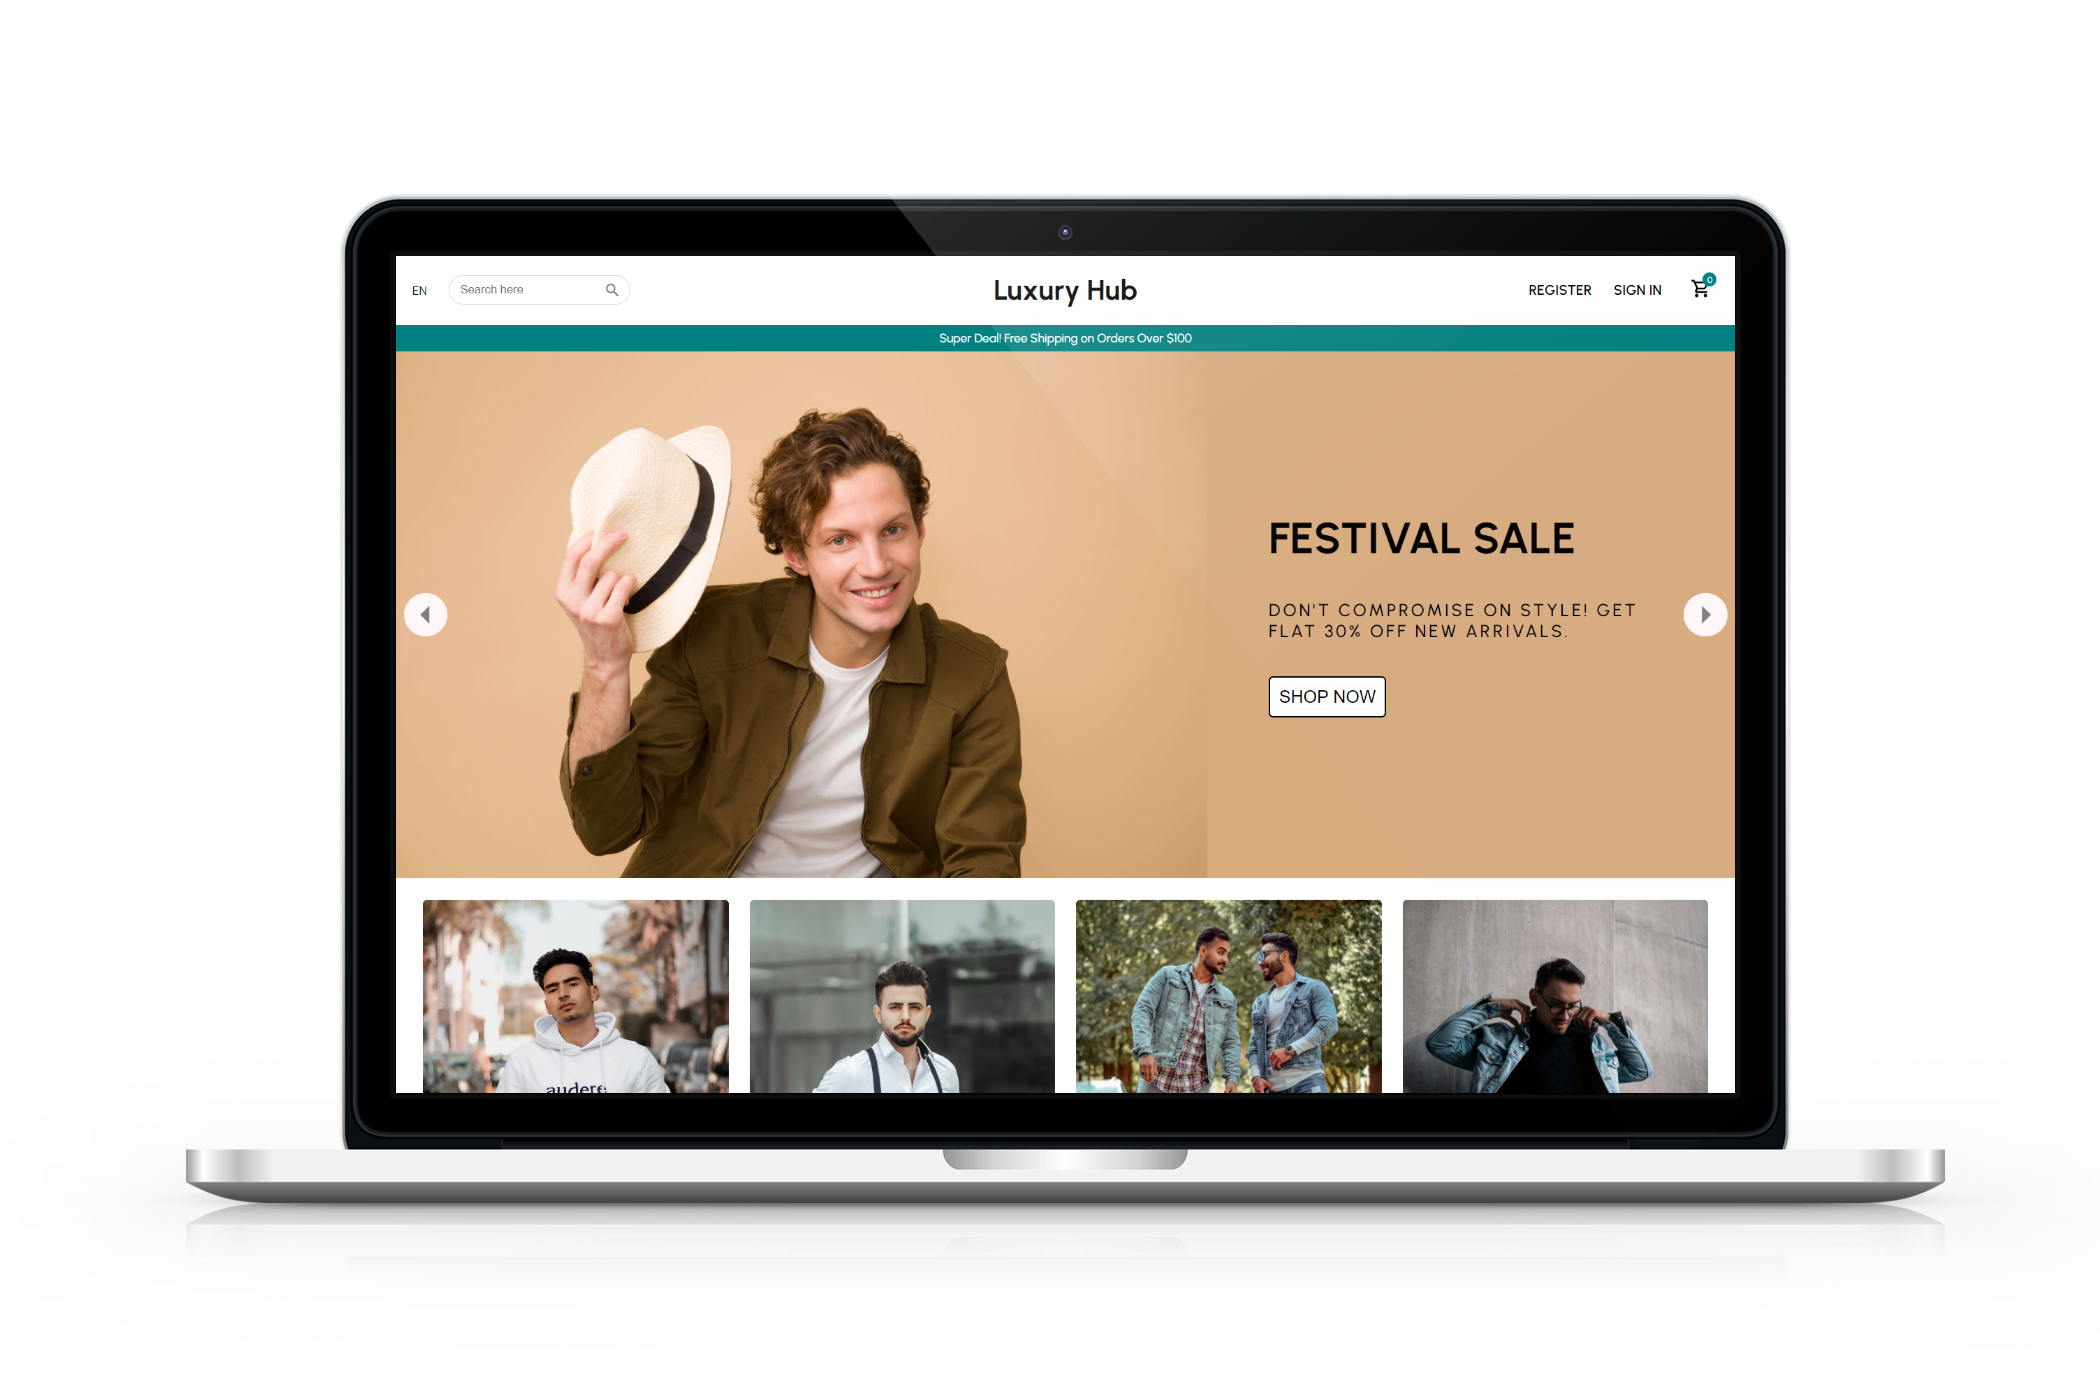 EN
Search here
Luxury Hub
REGISTER
SIGN IN
0
Super Deal! Free Shipping on Orders Over $100
FESTIVAL SALE
DON'T COMPROMISE ON STYLE! GET
FLAT 30% OFF NEW ARRIVALS.
SHOP NOW
audere